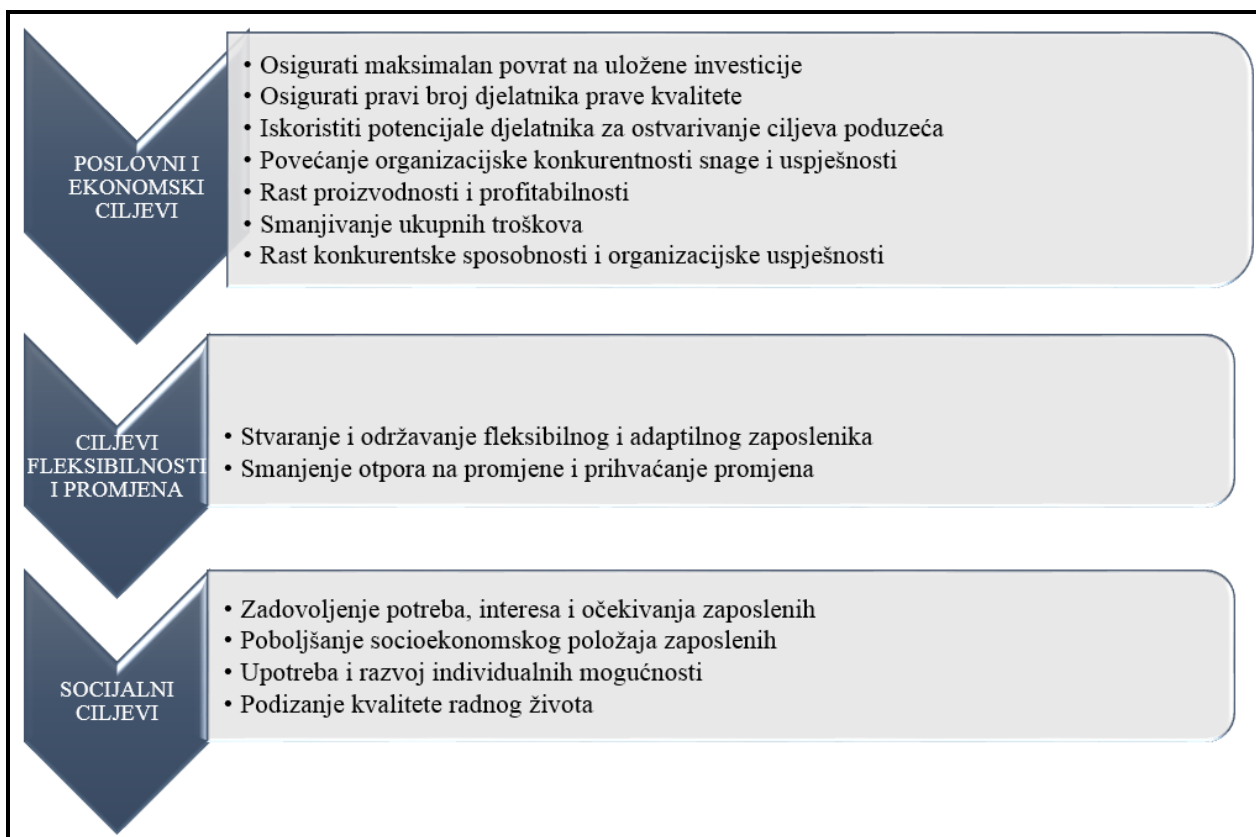 POSLOVNI I
EKONOMSKI
CILJEVI
• Osigurati maksimalan povrat na uložene investicije
• Osigurati pravi broj djelatnika prave kvalitete
• Iskoristiti potencijale djelatnika za ostvarivanje ciljeva poduzeća
• Povećanje organizacijske konkurentnosti snage i uspješnosti
• Rast proizvodnosti i profitabilnosti
• Smanjivanje ukupnih troškova
• Rast konkurentske sposobnosti i organizacijske uspješnosti
CILJEVI
FLEKSIBILNOSTI
I PROMJENA
• Stvaranje i održavanje fleksibilnog i adaptilnog zaposlenika
• Smanjenje otpora na promjene i prihvaćanje promjena
SOCIJALNI
CILJEVI
• Zadovoljenje potreba, interesa i očekivanja zaposlenih
• Poboljšanje socioekonomskog položaja zaposlenih
• Upotreba i razvoj individualnih mogućnosti
• Podizanje kvalitete radnog života